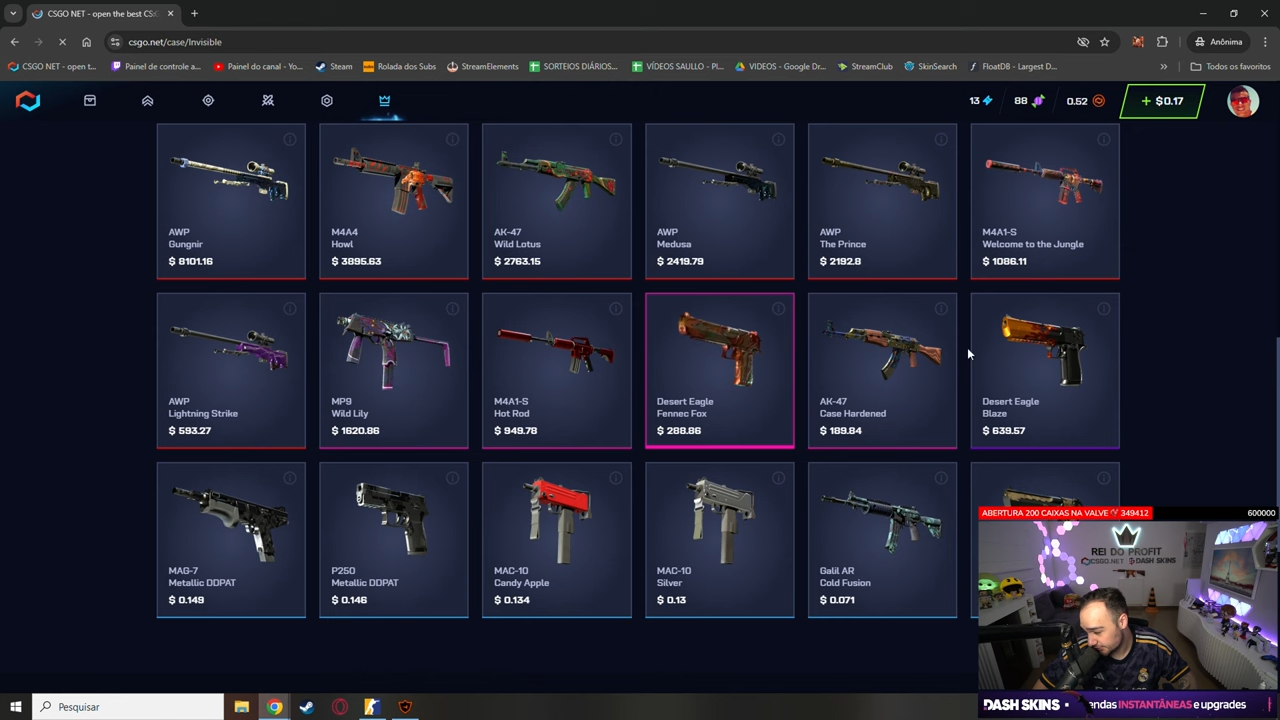 CSGO NET - open the best CS:
csgo.net/case/Invisible
Anônima
CSGO NET - open t...
Painel de controle a...
Painel do canal - Yo...
Steam
Rolada dos Subs
StreamElements
SORTEIOS DIÁRIOS...
VÍDEOS SAULLO - Pl...
VIDEOS - Google Dr...
StreamClub
SkinSearch
FloatDB - Largest D...
Todos os favoritos
13
88
0.52
+ $0.17
AWP
Gungnir
$ 8101.16
M4A4
Howl
$ 3895.63
AK-47
Wild Lotus
$ 2763.15
AWP
Medusa
$ 2419.79
AWP
The Prince
$ 2192.8
M4A1-S
Welcome to the Jungle
$ 1086.11
AWP
Lightning Strike
$ 593.27
MP9
Wild Lily
$ 1620.86
M4A1-S
Hot Rod
$ 949.78
Desert Eagle
Fennec Fox
$ 288.86
AK-47
Case Hardened
$ 189.84
Desert Eagle
Blaze
$ 639.57
MAG-7
Metallic DDPAT
$ 0.149
P250
Metallic DDPAT
$ 0.146
MAC-10
Candy Apple
$ 0.134
MAC-10
Silver
$ 0.13
Galil AR
Cold Fusion
$ 0.071
ABERTURA 200 CAIXAS NA VALVE 349412
600000
REI DO PROFIT
CSGO.NET DASH SKINS
DASH SKINS • endas INSTANTÂNEAS e upgrades
Pesquisar